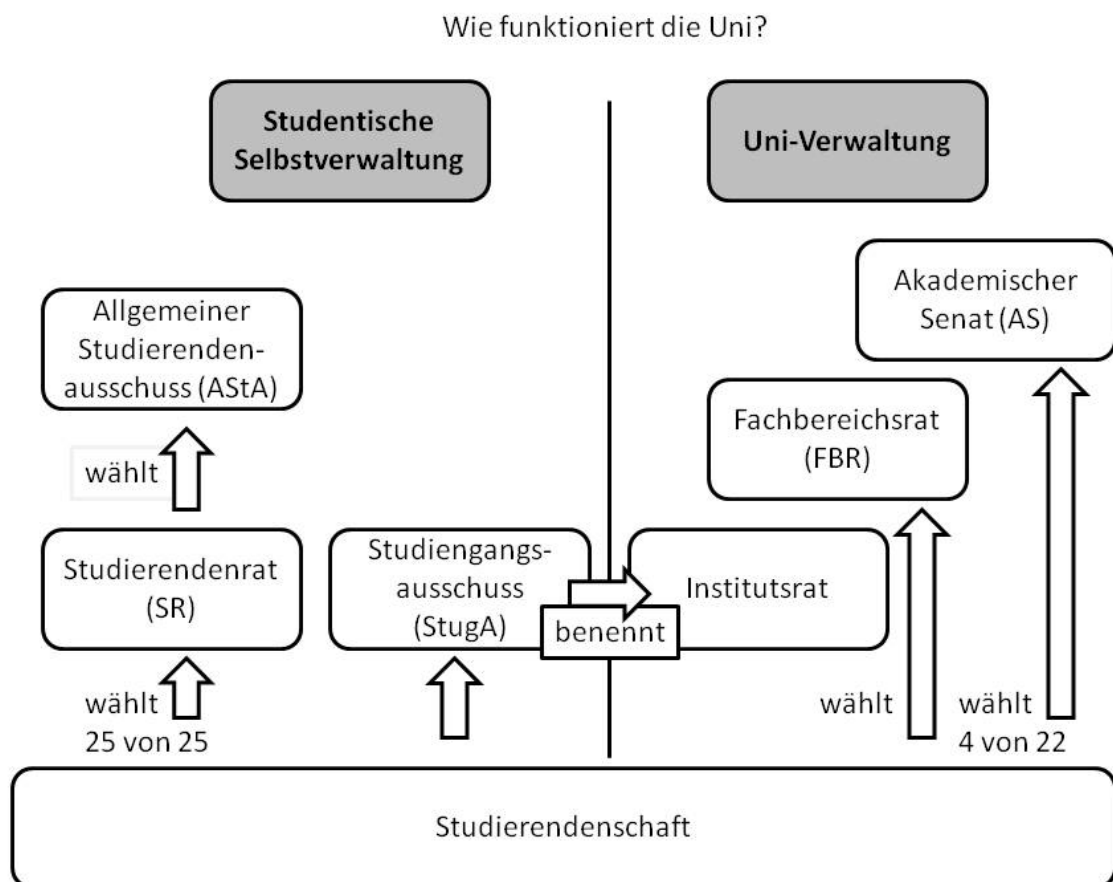 Wie funktioniert die Uni?
Studentische
Selbstverwaltung
Uni-Verwaltung
Akademischer
Senat (AS)
Allgemeiner
Studierenden-
ausschuss (AStA)
Fachbereichsrat
(FBR)
wählt
Studierendenrat
(SR)
Studiengangs-
ausschuss
(StugA)
benennt
Institutsrat
wählt
25 von 25
wählt
wählt
4 von 22
Studierendenschaft